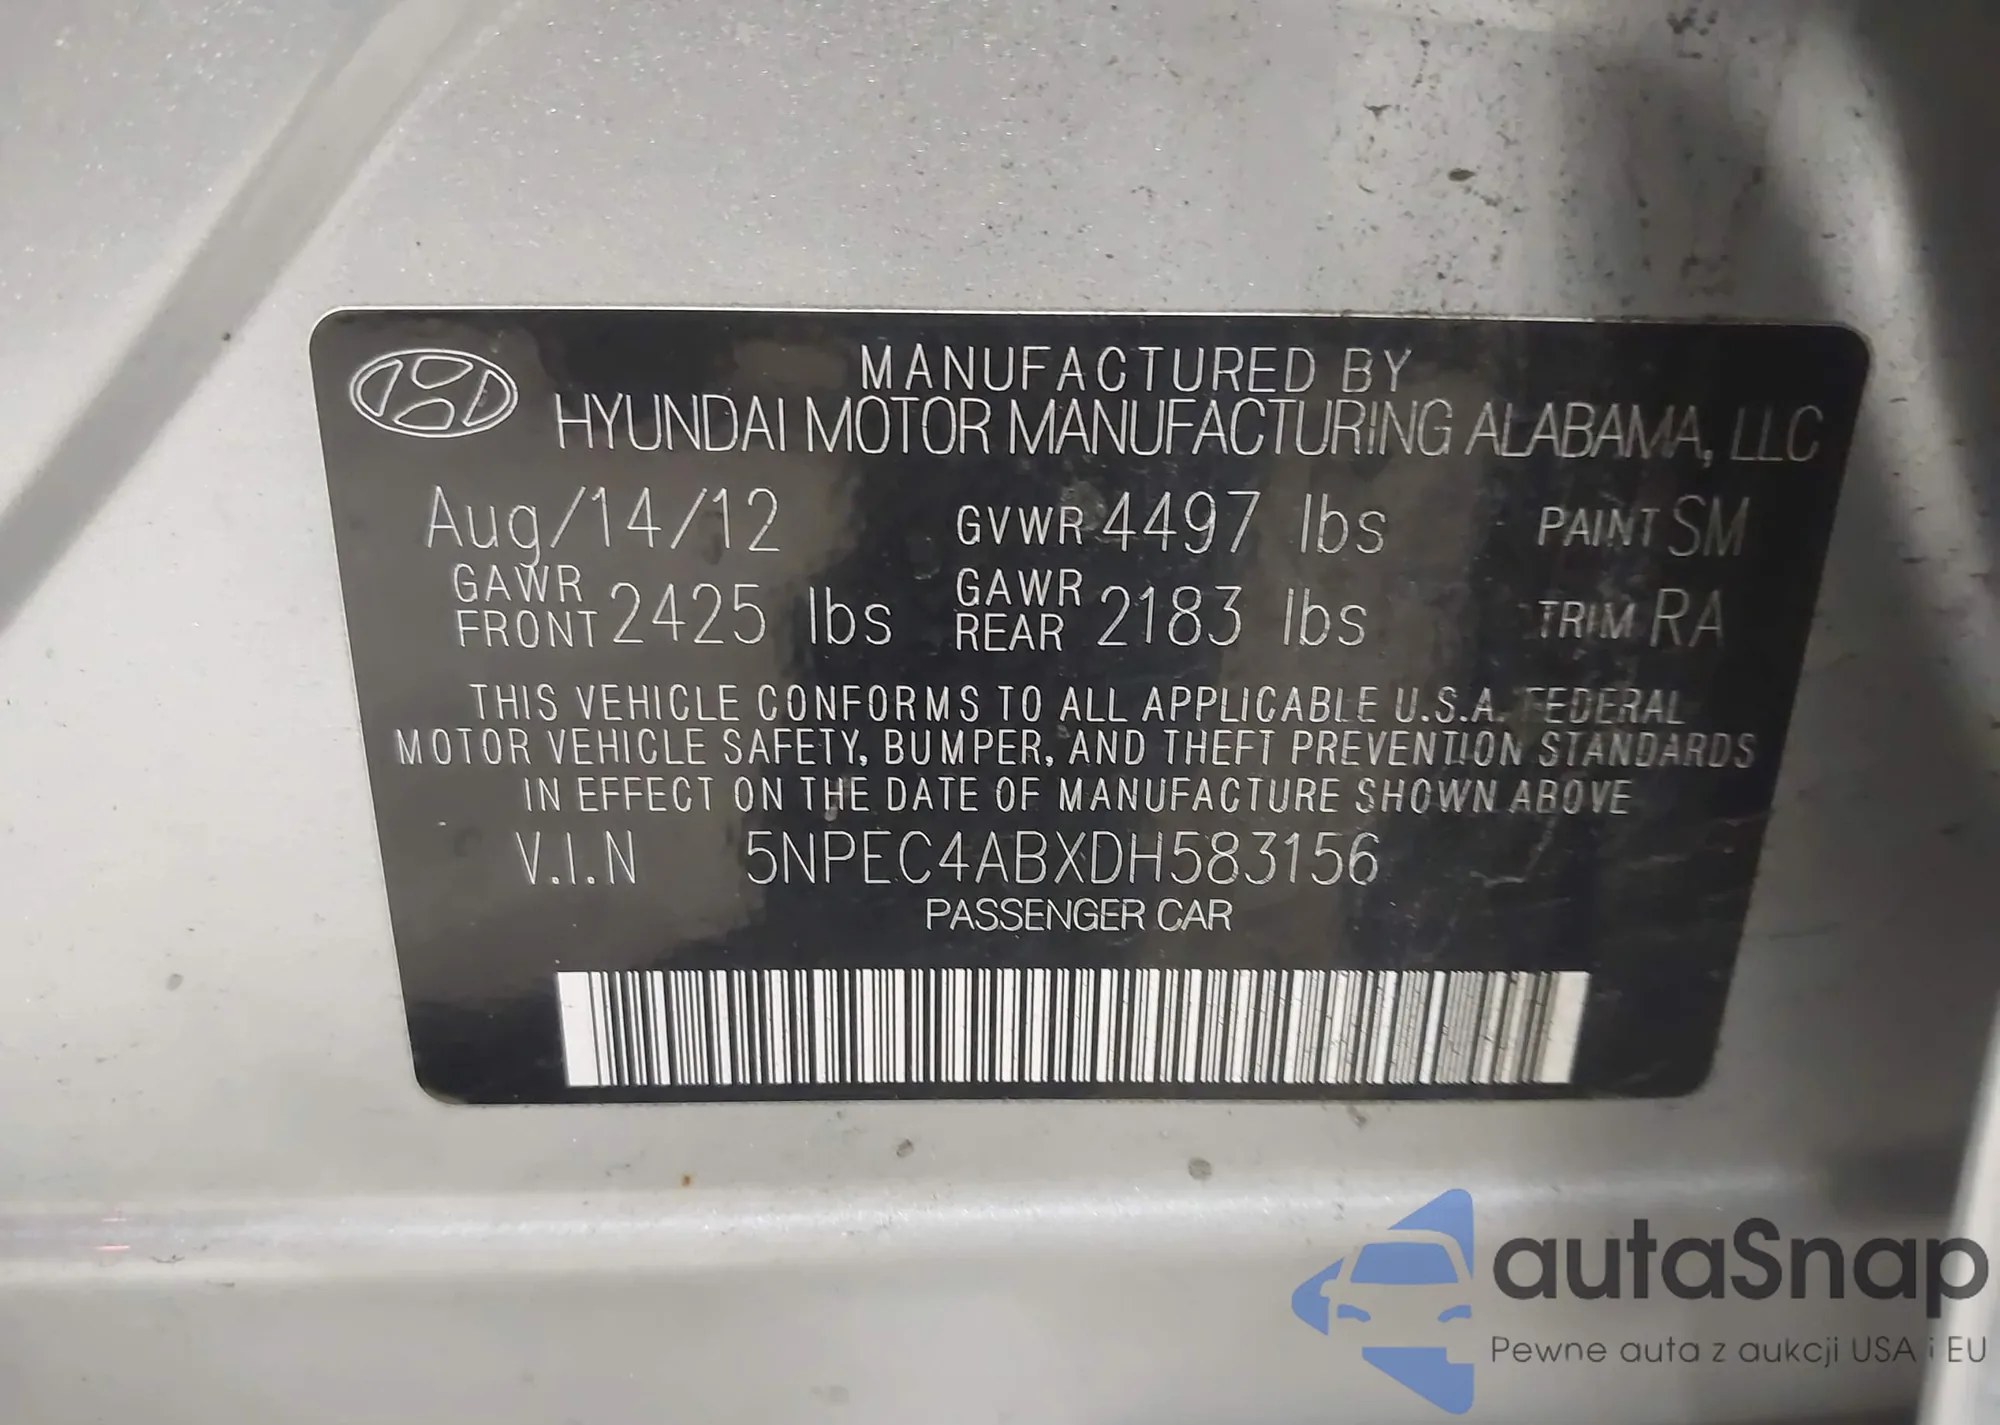 MANUFACTURED BY
HYUNDAI MOTOR MANUFACTURING ALABAMA, LLC
Aug/14/12 GVWR 4497 lbs PAINT SM
GAWR FRONT 2425 lbs GAWR REAR 2183 lbs TRIM RA
THIS VEHICLE CONFORMS TO ALL APPLICABLE U.S.A. FEDERAL
MOTOR VEHICLE SAFETY, BUMPER, AND THEFT PREVENTION STANDARDS
IN EFFECT ON THE DATE OF MANUFACTURE SHOWN ABOVE
V.I.N 5NPEC4ABXDH583156
PASSENGER CAR
autaSnap
Pewne auta z aukcji USA i EU